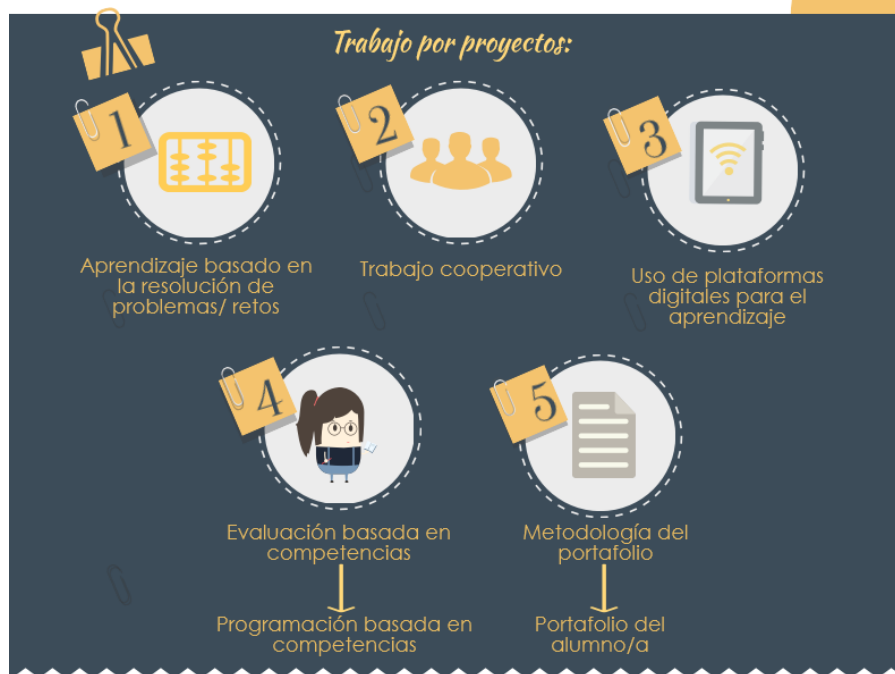 Trabajo por proyectos:
1
2
3
Aprendizaje basado en
la resolución de
problemas/ retos
Trabajo cooperativo
Uso de plataformas
digitales para el
aprendizaje
4
5
Evaluación basada en
competencias
Metodología del
portafolio
Programación basada en
competencias
Portafolio del
alumno/a